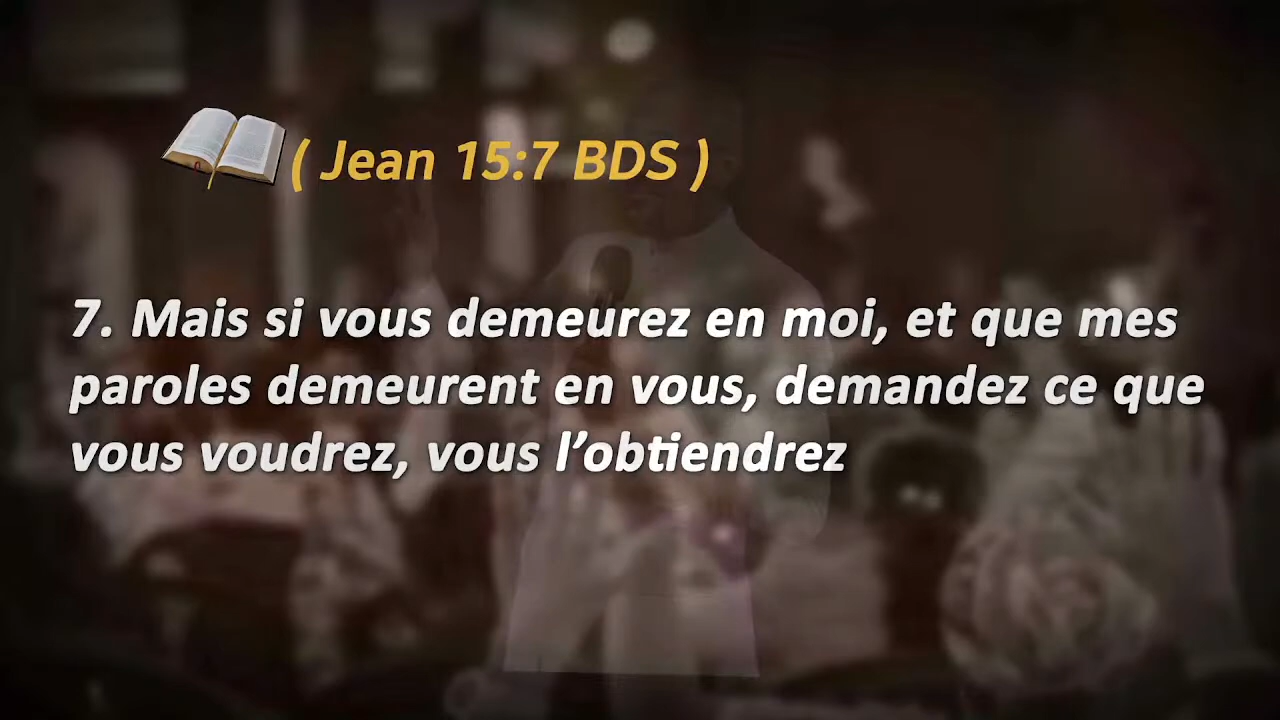 ( Jean 15:7 BDS )
7. Mais si vous demeurez en moi, et que mes
paroles demeurent en vous, demandez ce que
vous voudrez, vous l’obtiendrez